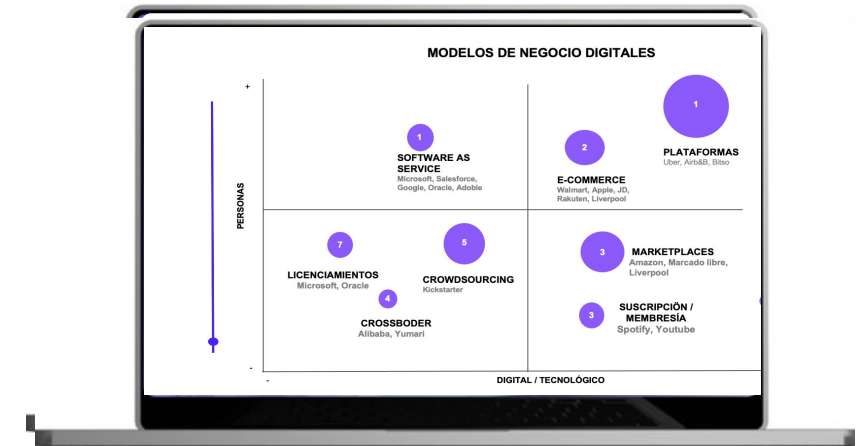 MODELOS DE NEGOCIO DIGITALES
+
1
1
2
PLATAFORMAS
Uber, Airb&B, Bitso
SOFTWARE AS
SERVICE
Microsoft, Salesforce,
Google, Oracle, Adoble
E-COMMERCE
Walmart, Apple, JD,
Rakuten, Liverpool
PERSONAS
7
5
3
LICENCIAMIENTOS
Microsoft, Oracle
CROWDSOURCING
Kickstarter
MARKETPLACES
Amazon, Marcado libre,
Liverpool
4
CROSSBODER
Alibaba, Yumari
3
SUSCRIPCIÖN /
MEMBRESÍA
Spotify, Youtube
-
-
DIGITAL / TECNOLÓGICO